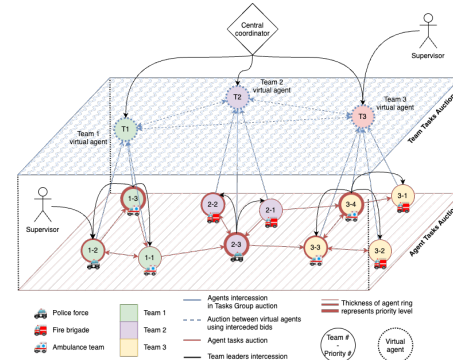 Central
coordinator
Supervisor
Team 2
virtual agent
T2
Team 3
virtual agent
T3
Team 1
virtual agent
T1
Team Tasks Auction
Supervisor
1-3
2-2
2-1
3-4
3-1
1-2
1-1
2-3
3-3
3-2
Agent Tasks Auction
Police force
Fire brigade
Ambulance team
Team 1
Team 2
Team 3
Agents intercession
in Tasks Group auction
Auction between virtual agents
using interceded bids
Agent tasks auction
Team leaders intercession
Thickness of agent ring
represents priority level
Team # -
Priority #
Virtual
agent